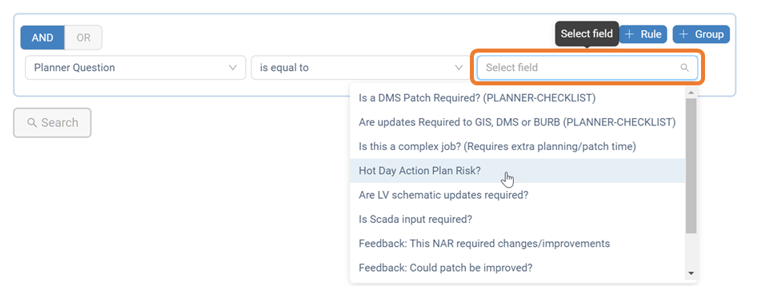 AND
OR
Select field
+ Rule
+ Group
Planner Question
is equal to
Select field
Is a DMS Patch Required? (PLANNER-CHECKLIST)
Are updates Required to GIS, DMS or BURB (PLANNER-CHECKLIST)
Is this a complex job? (Requires extra planning/patch time)
Hot Day Action Plan Risk?
Are LV schematic updates required?
Is Scada input required?
Feedback: This NAR required changes/improvements
Feedback: Could patch be improved?
Search